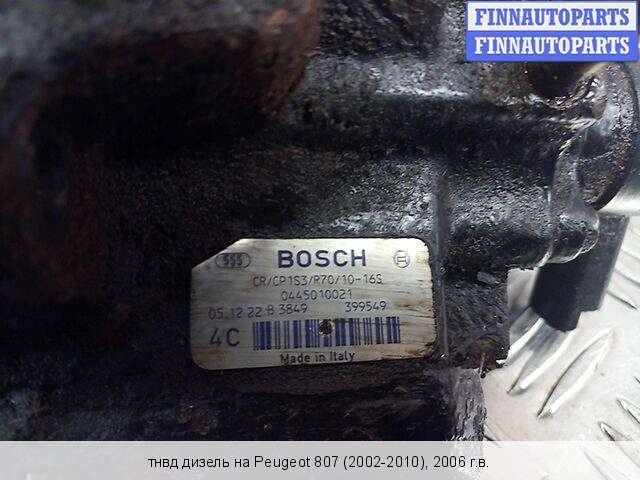 FINNAUTOPARTS
FINNAUTOPARTS
555 BOSCH
CR/CP1S3/R70/10-16S
0445010021
05.12.22 B 3849 399549
4C
Made in Italy
тнвд дизель на Peugeot 807 (2002-2010), 2006 г.в.